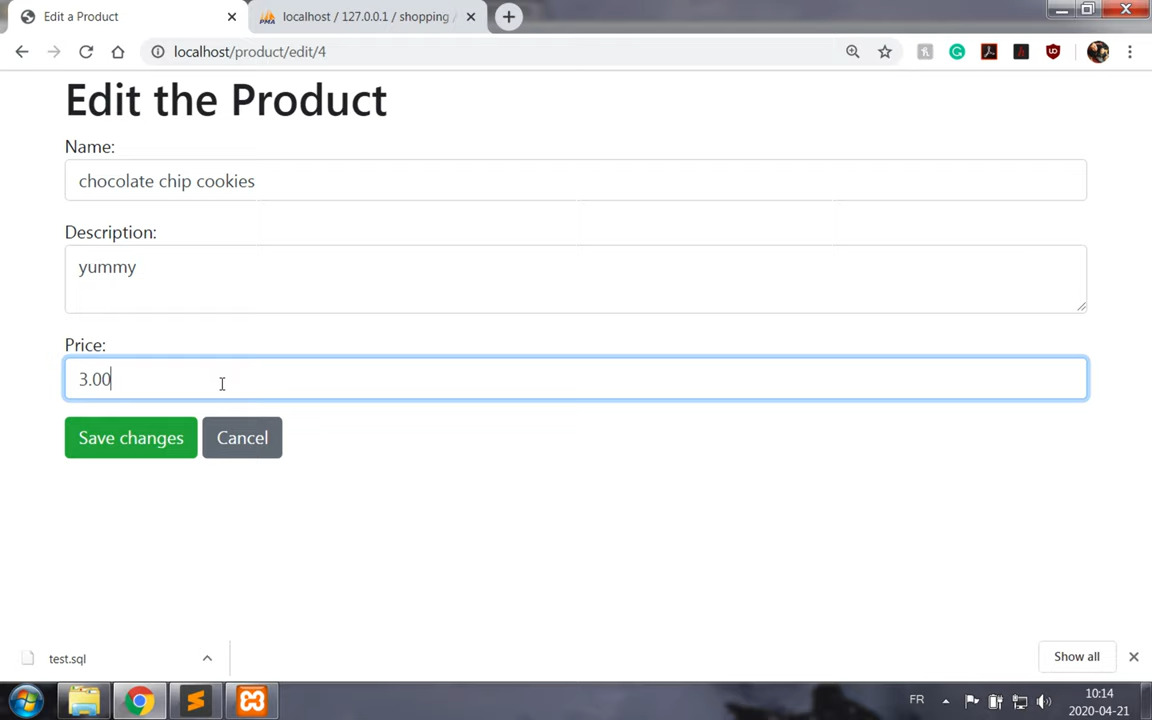 Edit a Product
localhost / 127.0.0.1 / shopping
localhost/product/edit/4
Edit the Product
Name:
chocolate chip cookies
Description:
yummy
Price:
3.00
Save changes Cancel
test.sql
Show all
FR
10:14
2020-04-21